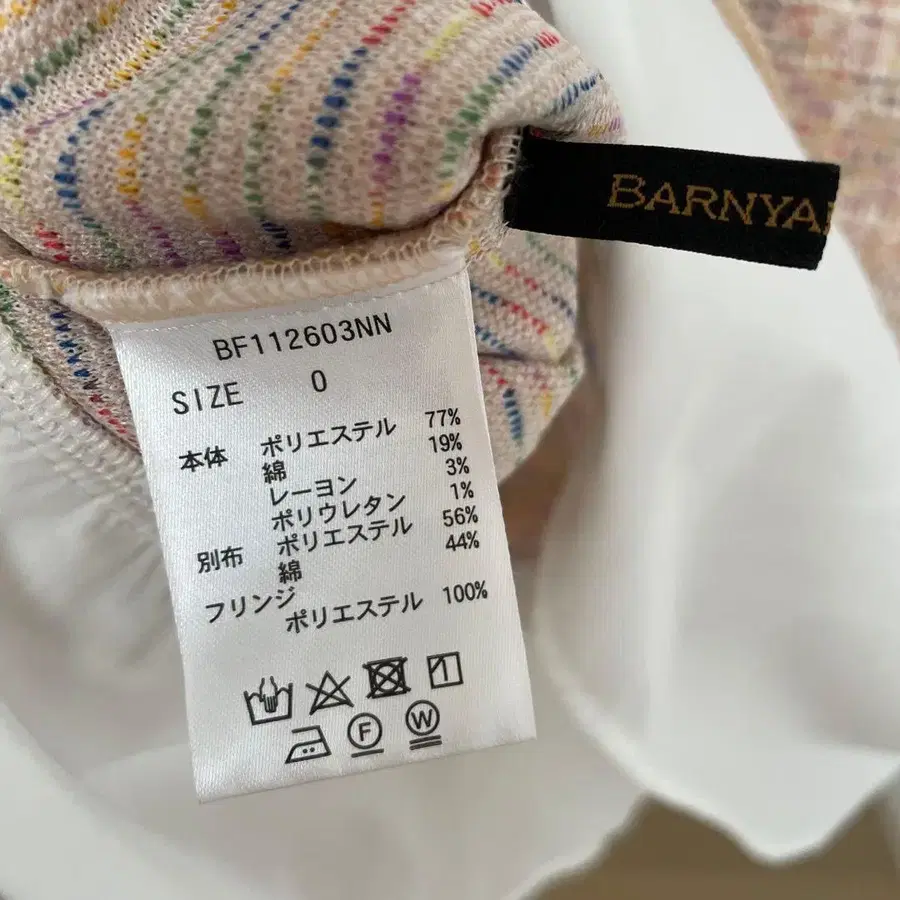 BARNYA
BF112603NN
SIZE 0
本体 ポリエステル 77%
綿 19%
レーヨン 3%
ポリウレタン 1%
別布 ポリエステル 56%
綿 44%
フリンジ
ポリエステル 100%
F W